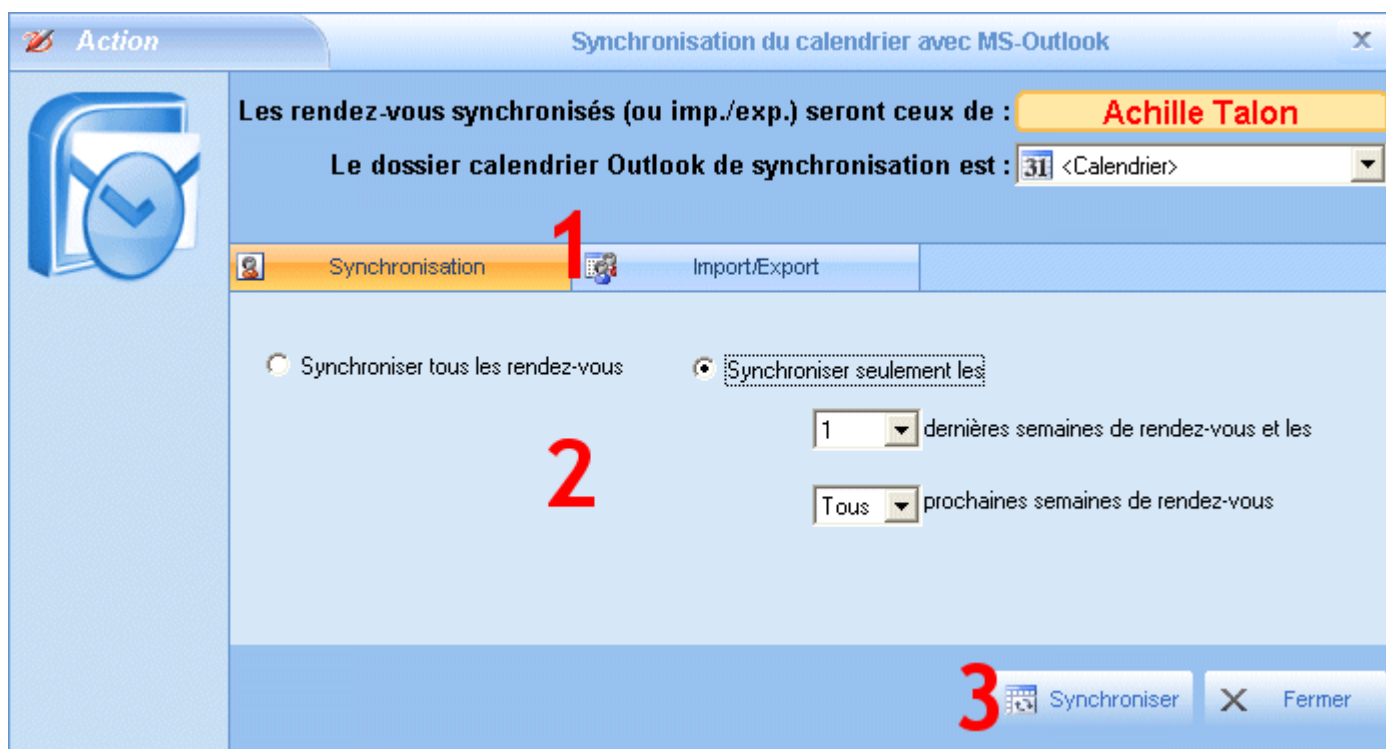 Action
Synchronisation du calendrier avec MS-Outlook
Les rendez-vous synchronisés (ou imp./exp.) seront ceux de : Achille Talon
Le dossier calendrier Outlook de synchronisation est : 31 <Calendrier>
1
Synchronisation Import/Export
Synchroniser tous les rendez-vous Synchroniser seulement les
1 dernières semaines de rendez-vous et les
2
Tous prochaines semaines de rendez-vous
3 Synchroniser Fermer